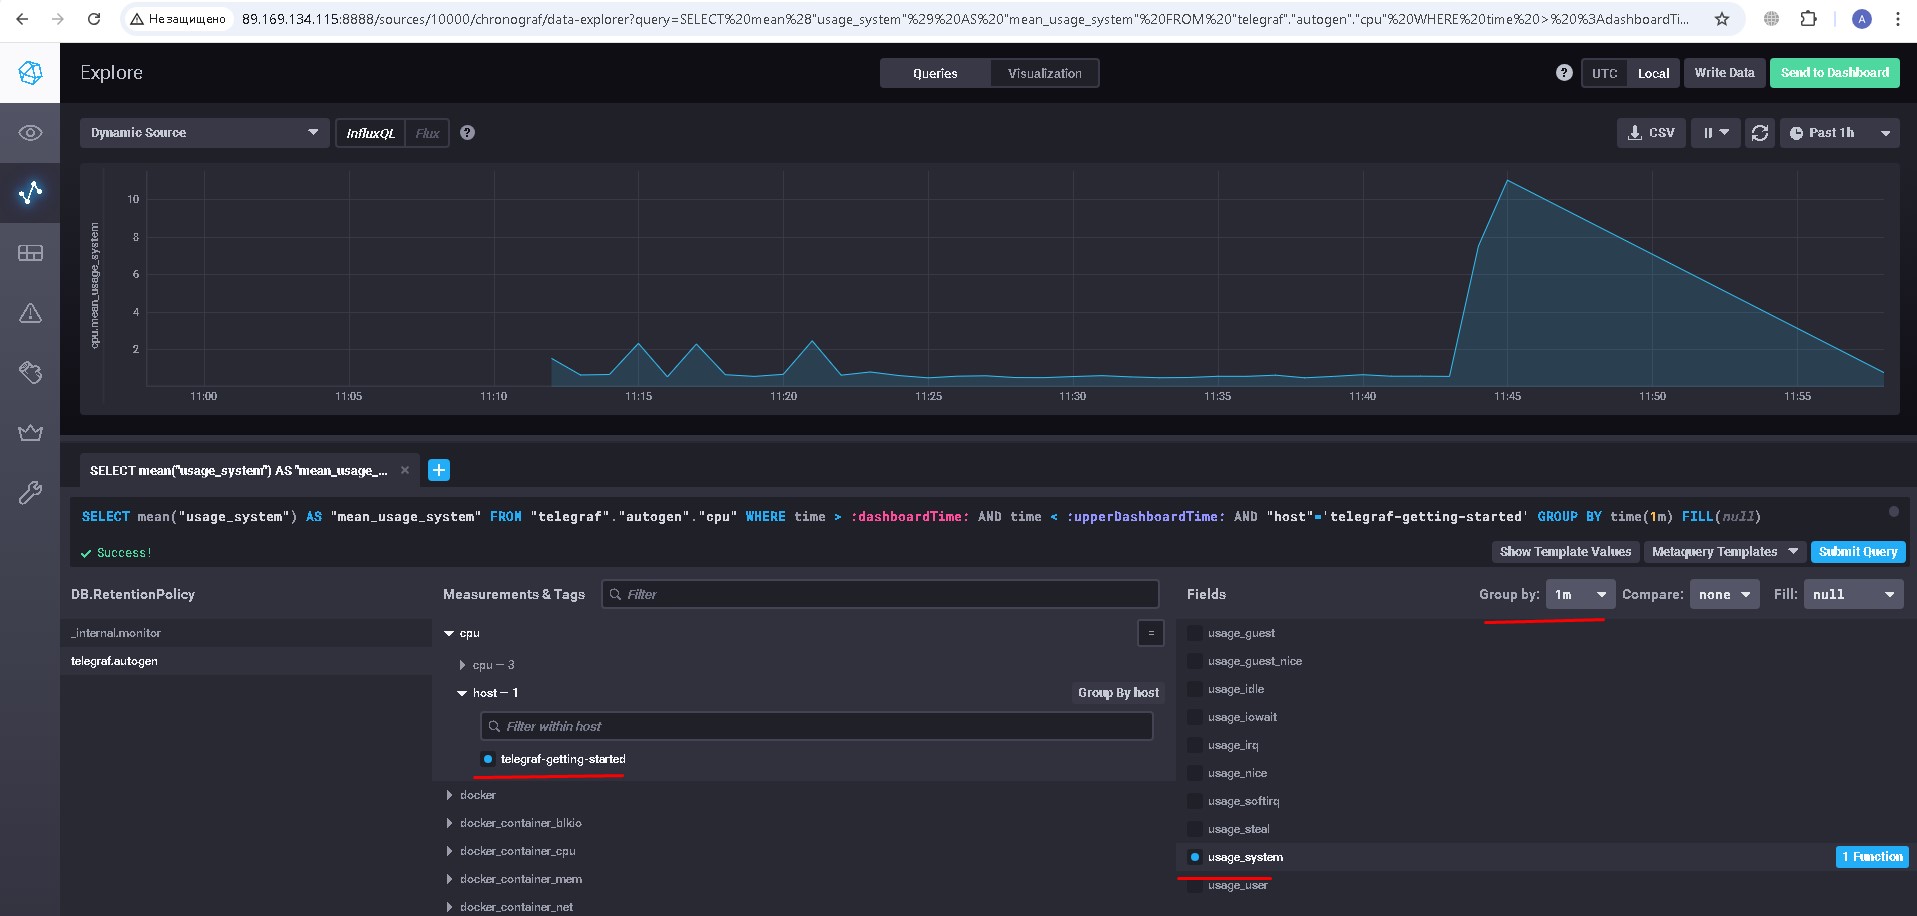 Не защищено
89.169.134.115:8888/sources/10000/chronograf/data-explorer?query=SELECT%20mean%28"usage_system"%29%20AS%20"mean_usage_system"%20FROM%20"telegraf"."autogen"."cpu"%20WHERE%20time%20>%20%3AdashboardTi...
A
Explore
Queries
Visualization
?
UTC
Local
Write Data
Send to Dashboard
Dynamic Source
InfluxQL
Flux
?
CSV
Past 1h
cpu.mean_usage_system
10
8
6
4
2
11:00
11:05
11:10
11:15
11:20
11:25
11:30
11:35
11:40
11:45
11:50
11:55
SELECT mean("usage_system") AS "mean_usage_...
SELECT mean("usage_system") AS "mean_usage_system" FROM "telegraf"."autogen"."cpu" WHERE time > :dashboardTime: AND time < :upperDashboardTime: AND "host"='telegraf-getting-started' GROUP BY time(1m) FILL(null)
Success!
Show Template Values
Metaquery Templates
Submit Query
DB.RetentionPolicy
Measurements & Tags
Filter
Fields
Group by:
1m
Compare:
none
Fill:
null
_internal.monitor
telegraf.autogen
cpu
=
cpu — 3
host — 1
Group By host
Filter within host
telegraf-getting-started
docker
docker_container_blkio
docker_container_cpu
docker_container_mem
docker_container_net
usage_guest
usage_guest_nice
usage_idle
usage_iowait
usage_irq
usage_nice
usage_softirq
usage_steal
usage_system
1 Function
usage_user